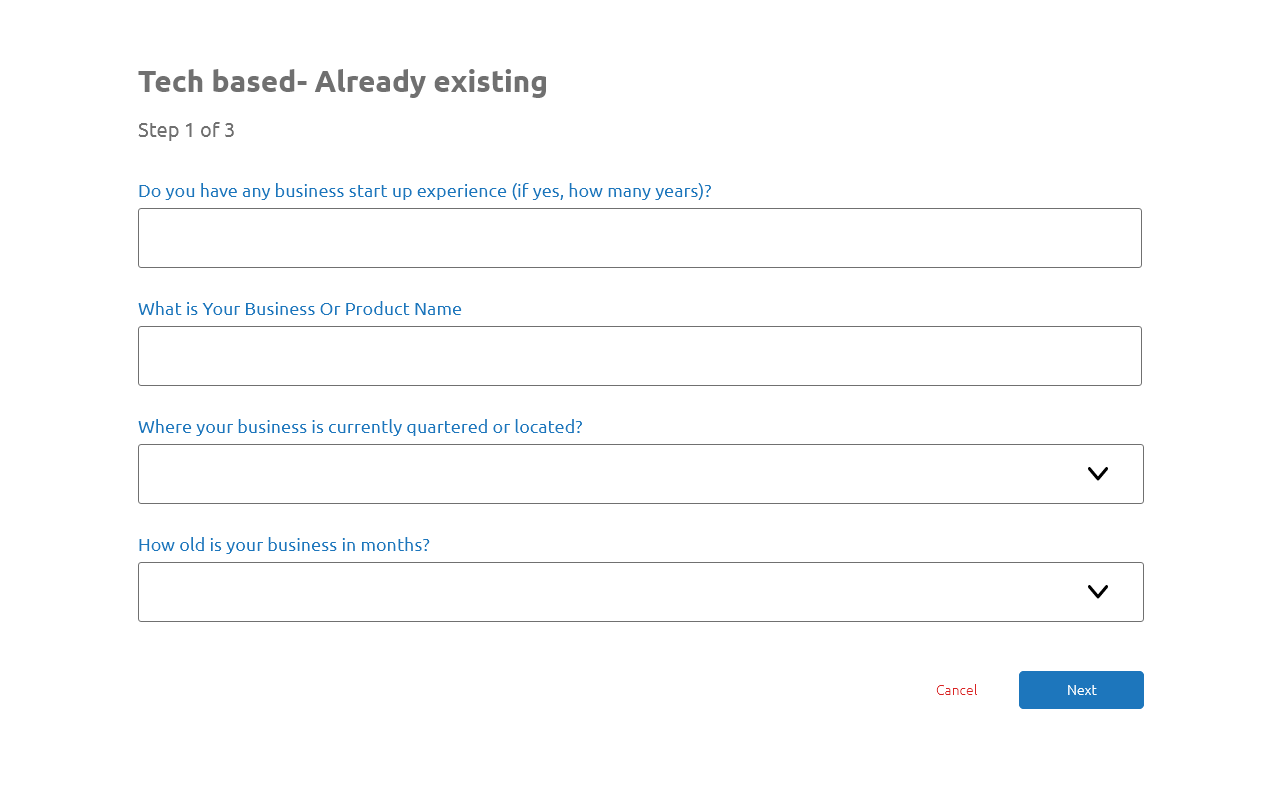 Tech based- Already existing
Step 1 of 3
Do you have any business start up experience (if yes, how many years)?
What is Your Business Or Product Name
Where your business is currently quartered or located?
How old is your business in months?
Cancel
Next